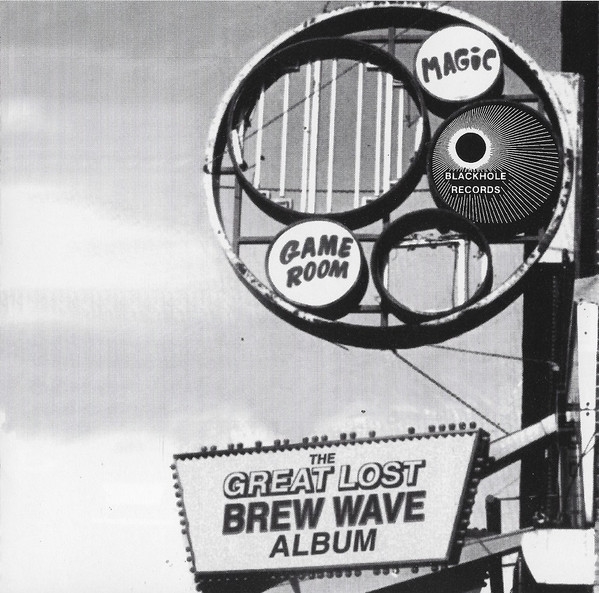 MAGiC
BLACKHOLE
RECORDS
GAME
ROOM
THE
GREAT LOST
BREW WAVE
ALBUM